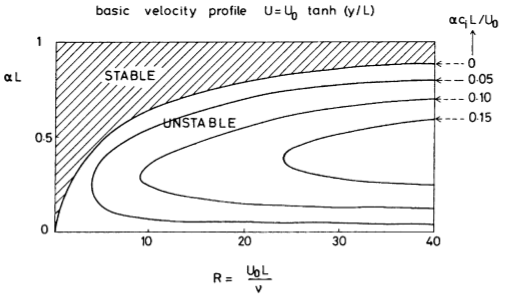 basic velocity profile U=U₀ tanh (y/L)
αcᵢL/U₀
1
STABLE
0
0·05
αL
0·10
UNSTABLE
0·15
0·5
0
10
20
30
40
R = U₀L
ν